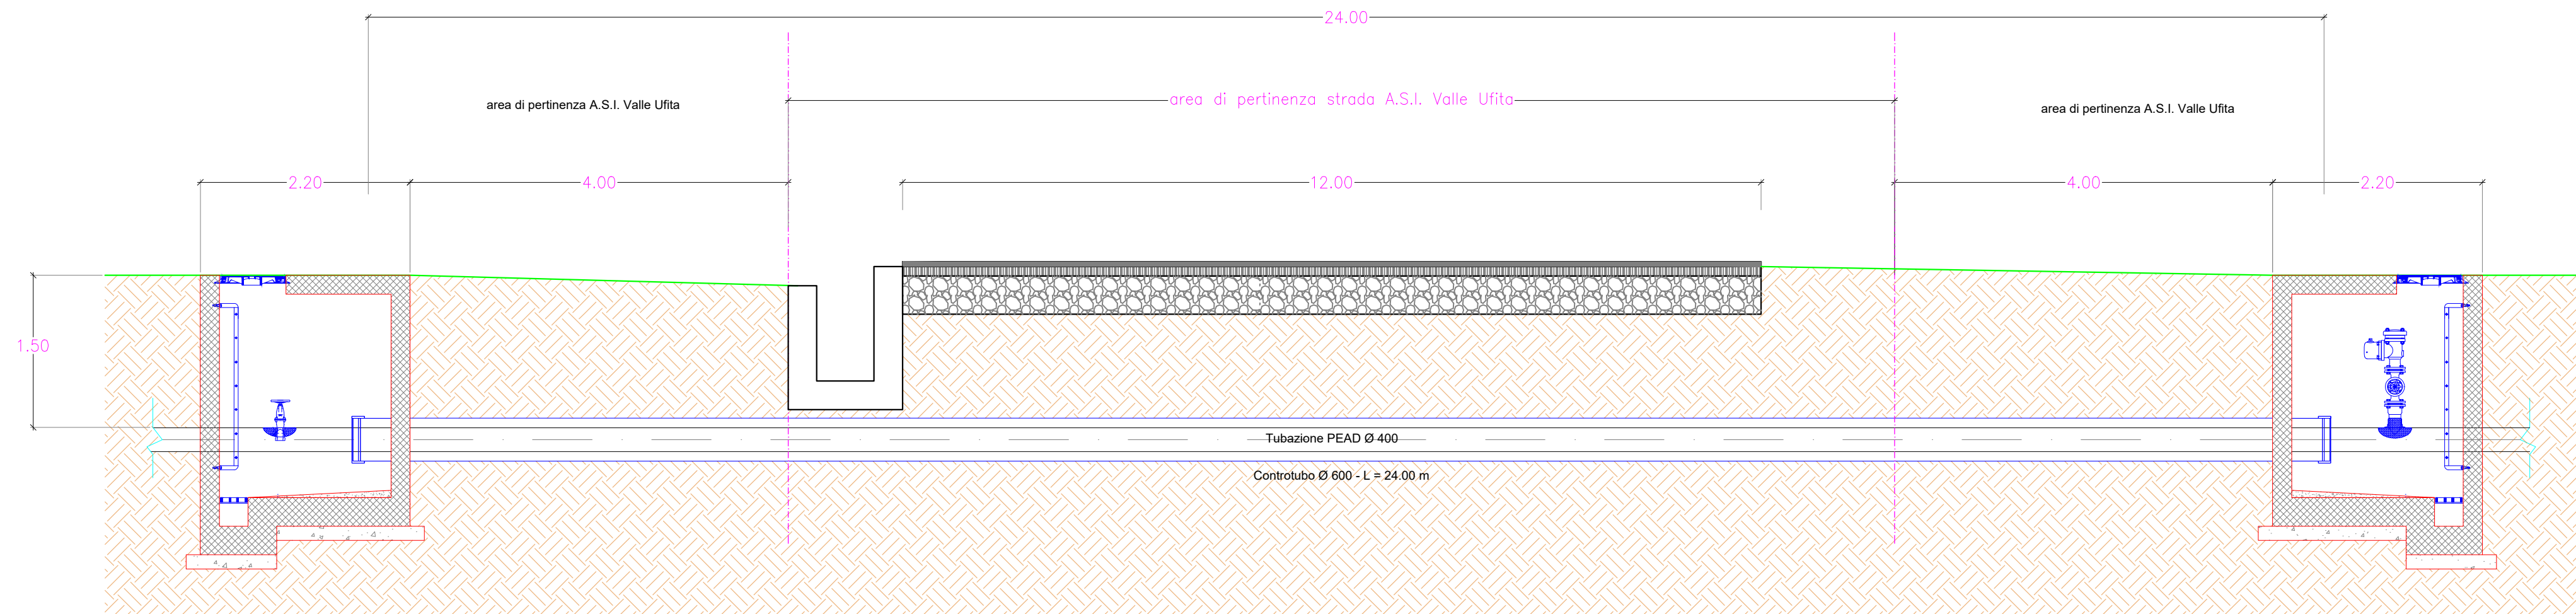 24.00
area di pertinenza A.S.I. Valle Ufita
area di pertinenza strada A.S.I. Valle Ufita
area di pertinenza A.S.I. Valle Ufita
2.20
4.00
12.00
4.00
2.20
1.50
Tubazione PEAD Ø 400
Controtubo Ø 600 - L = 24.00 m